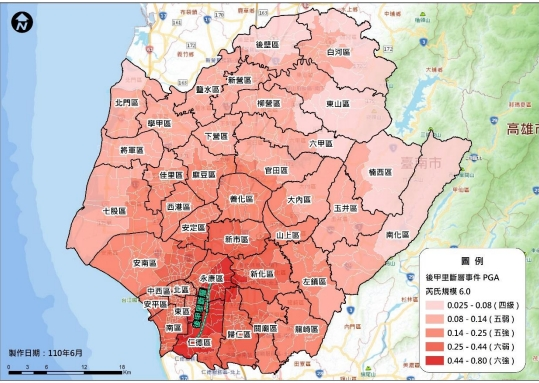 N
後壁區
白河區
新營區
鹽水區
北門區
柳營區
東山區
學甲區
下營區
六甲區
將軍區
佳里區
麻豆區
官田區
楠西區
七股區
西港區
善化區
大內區
玉井區
安定區
新市區
山上區
南化區
安南區
永康區
新化區
左鎮區
中西區
北區
安平區
東區
南區
仁德區
歸仁區
關廟區
龍崎區
臺南市
高雄市
圖 例
後甲里斷層事件 PGA
芮氏規模 6.0
0.025 - 0.08 (四級)
0.08 - 0.14 (五弱)
0.14 - 0.25 (五強)
0.25 - 0.44 (六弱)
0.44 - 0.80 (六強)
製作日期：110年6月